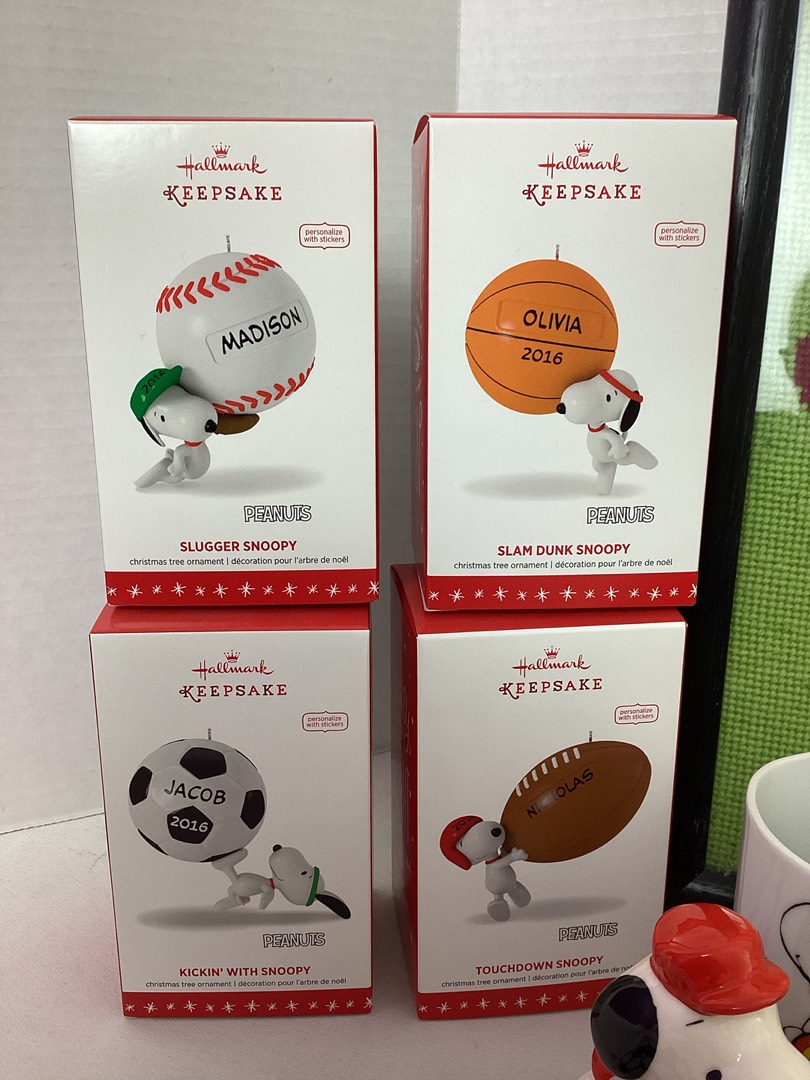 Hallmark
KEEPSAKE
personalize
with stickers
MADISON
PEANUTS
SLUGGER SNOOPY
christmas tree ornament | décoration pour l'arbre de noël
Hallmark
KEEPSAKE
personalize
with stickers
OLIVIA
2016
PEANUTS
SLAM DUNK SNOOPY
christmas tree ornament | décoration pour l'arbre de noël
Hallmark
KEEPSAKE
personalize
with stickers
JACOB
2016
PEANUTS
KICKIN' WITH SNOOPY
christmas tree ornament | décoration pour l'arbre de noël
Hallmark
KEEPSAKE
personalize
with stickers
NICHOLAS
PEANUTS
TOUCHDOWN SNOOPY
christmas tree ornament | décoration pour l'arbre de